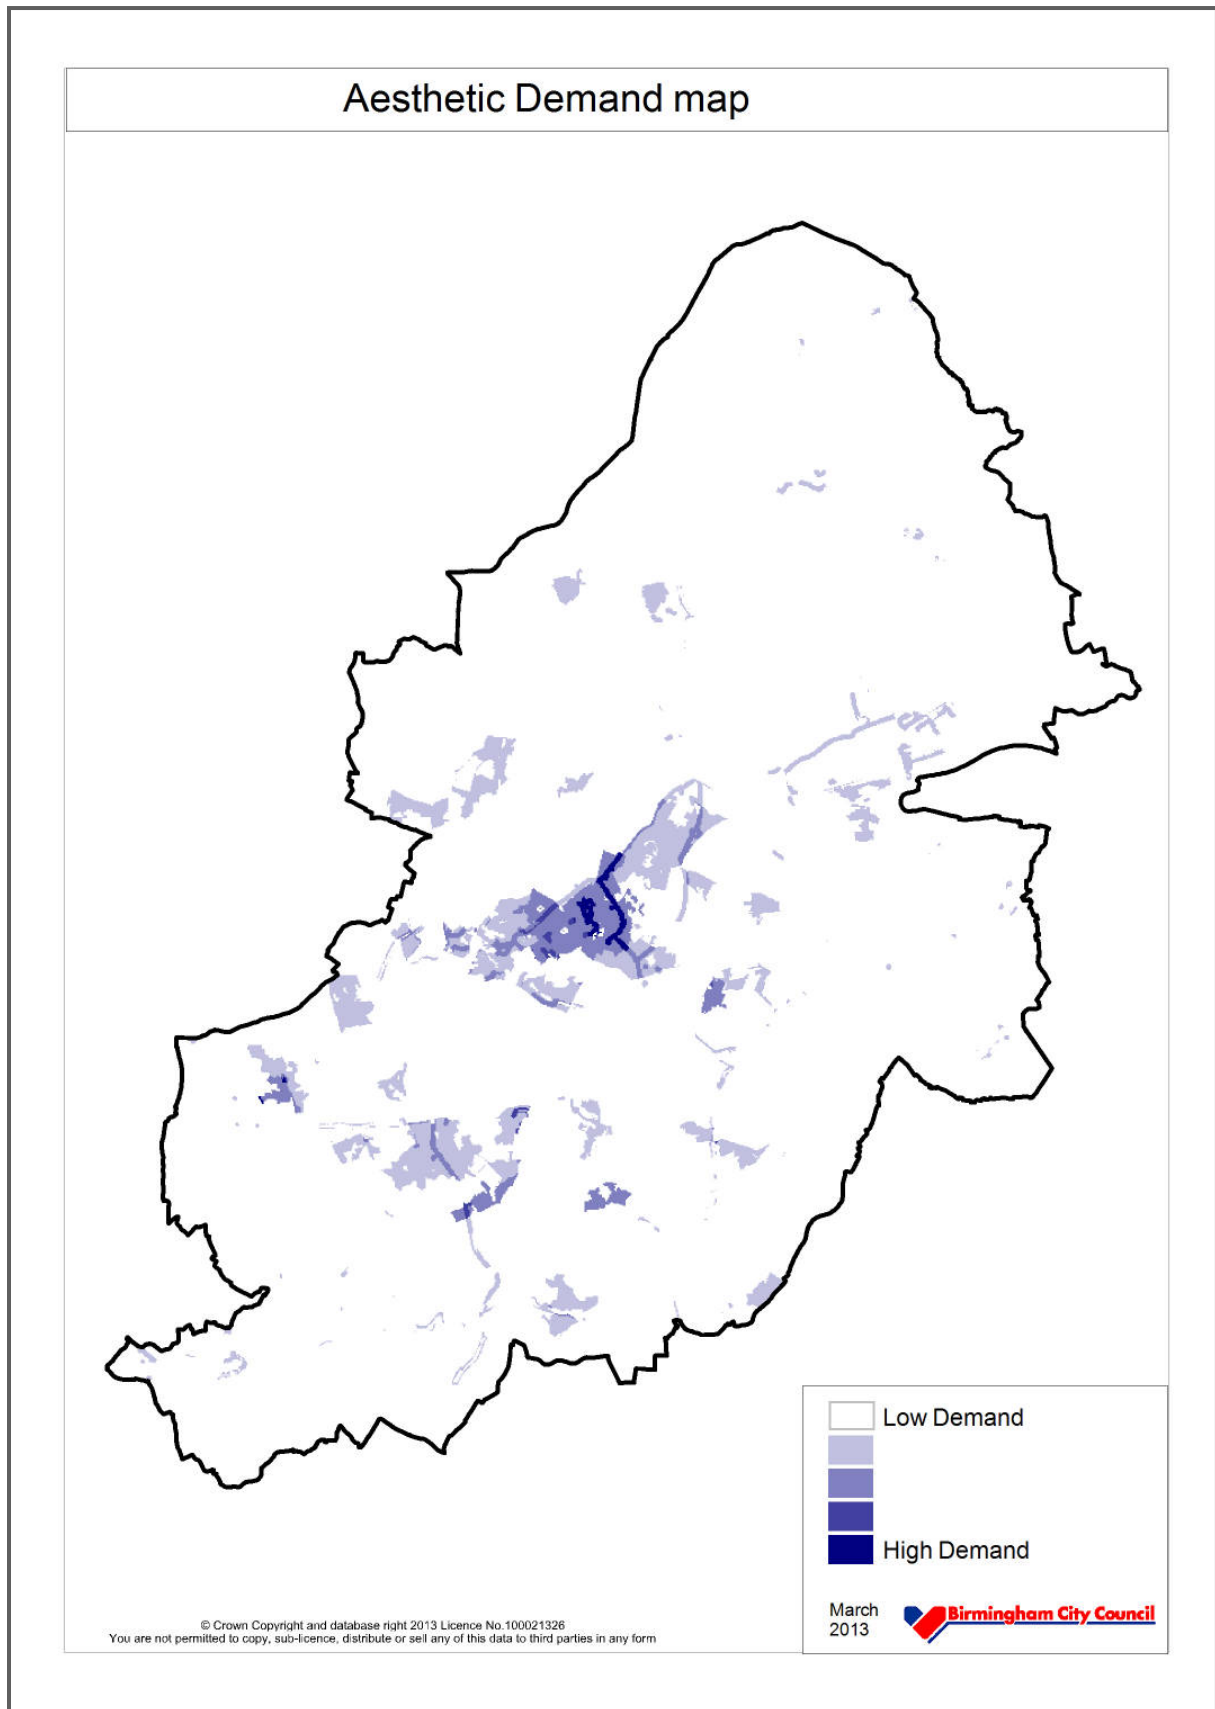 Aesthetic Demand map
Low Demand
High Demand
March
2013
Birmingham City Council
© Crown Copyright and database right 2013 Licence No.100021326
You are not permitted to copy, sub-licence, distribute or sell any of this data to third parties in any form